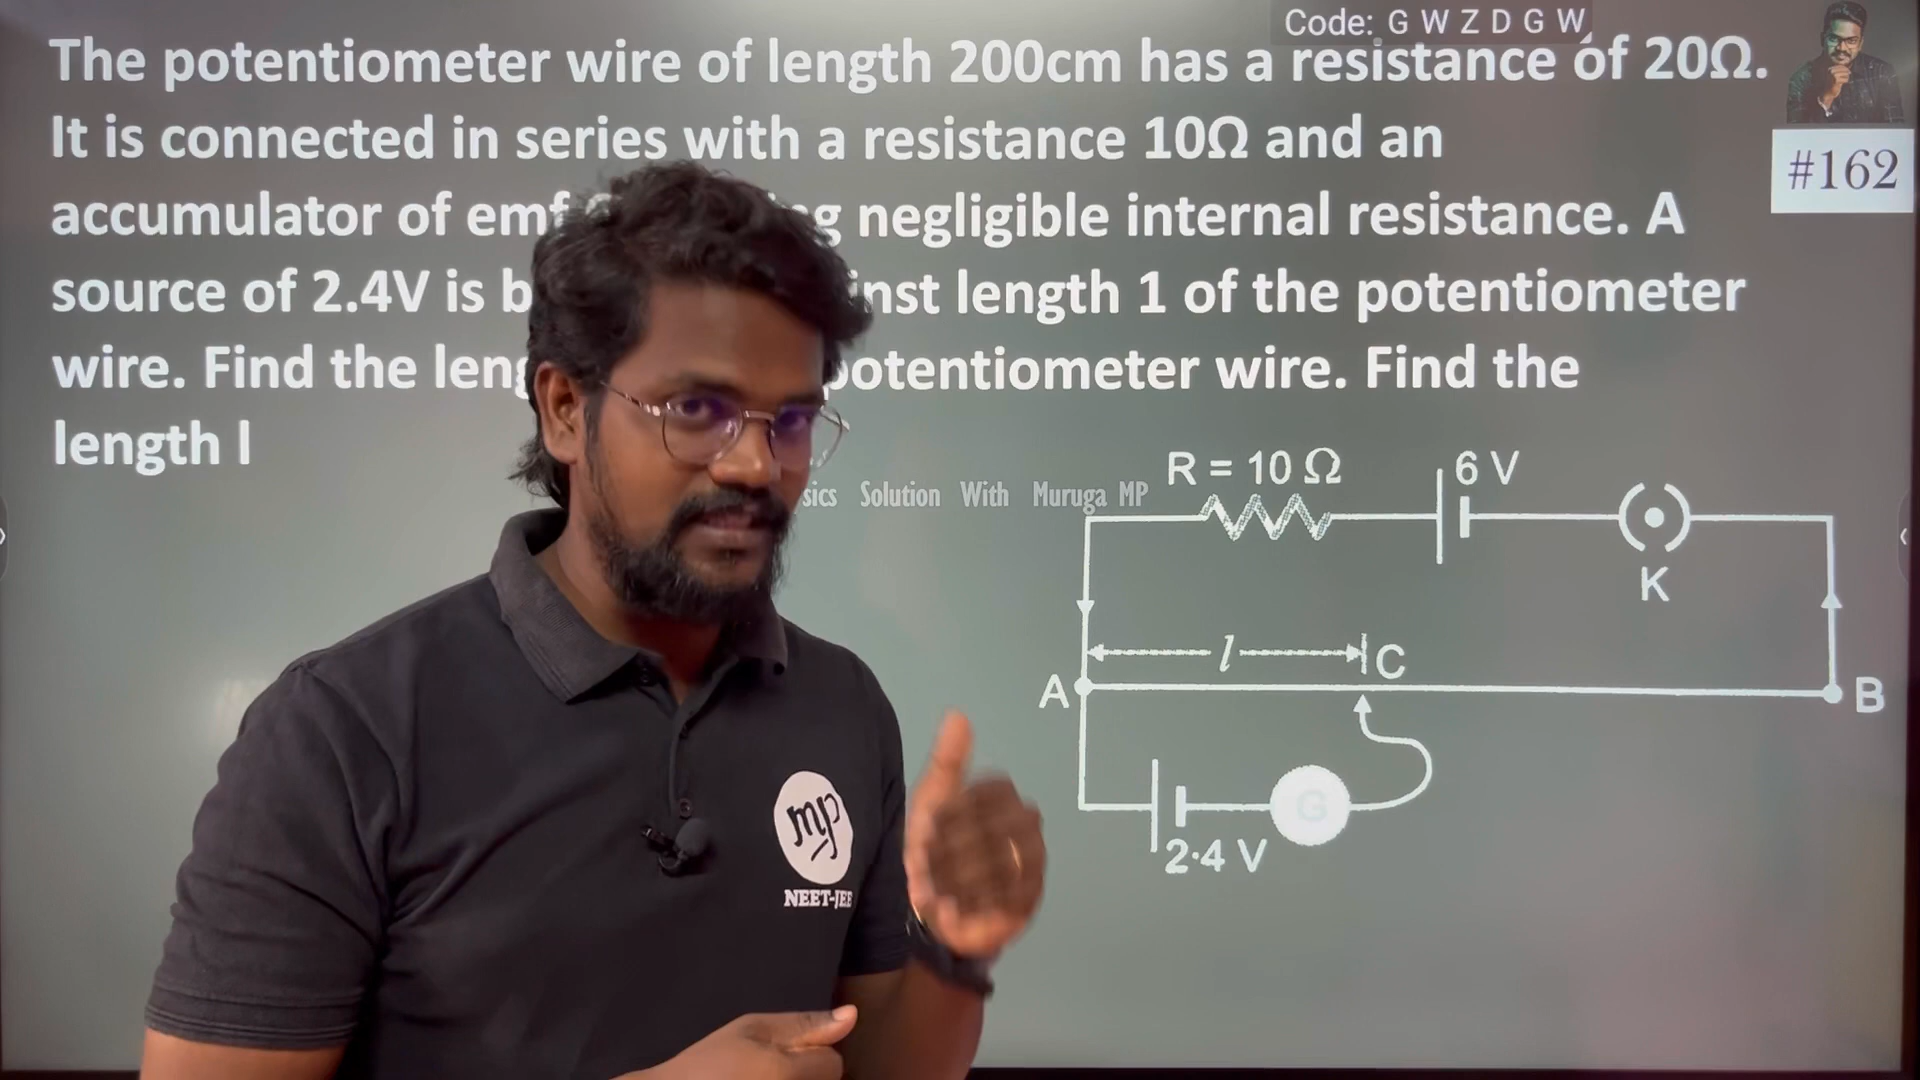 Code: G W Z D G W
The potentiometer wire of length 200cm has a resistance of 20Ω.
It is connected in series with a resistance 10Ω and an
#162
accumulator of emf negligible internal resistance. A
source of 2.4V is length 1 of the potentiometer
wire. Find the potentiometer wire. Find the
length l
Solution With Muruga MP
R = 10 Ω
6 V
K
l
C
A
B
G
2·4 V
mp
NEET-JEE